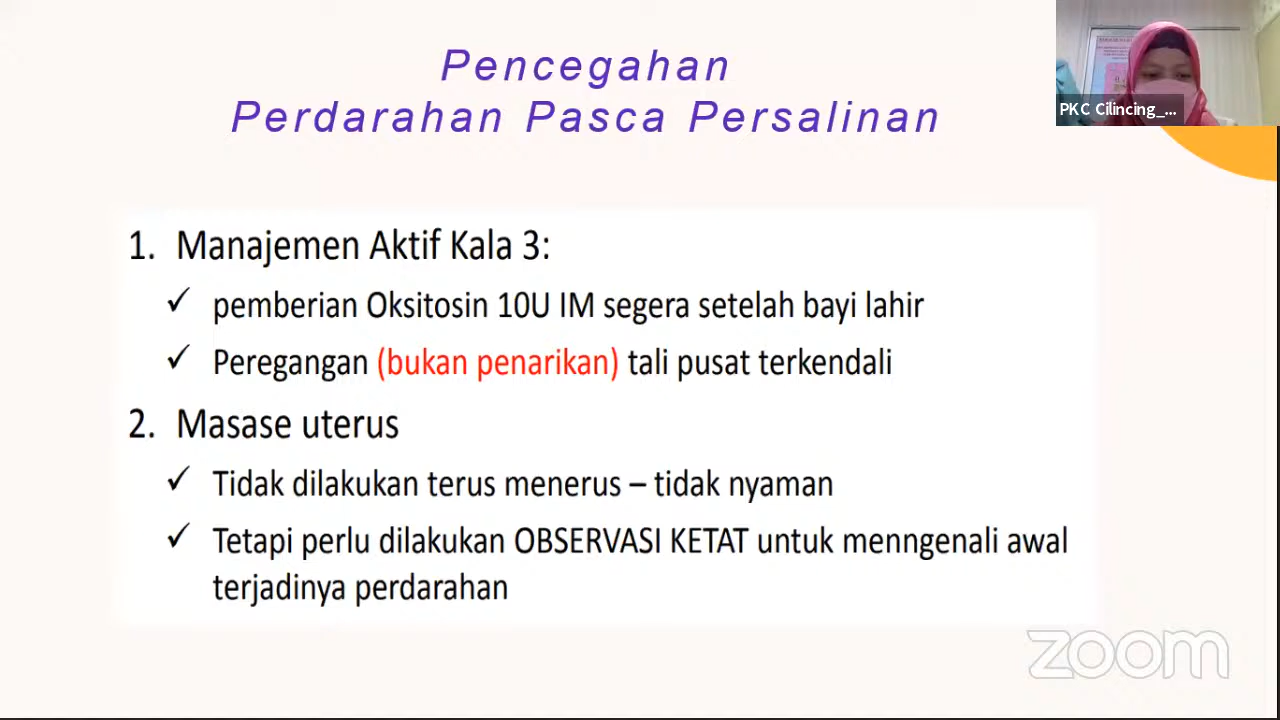 Pencegahan
Perdarahan Pasca Persalinan
PKC Cilincing_...
1. Manajemen Aktif Kala 3:
✓ pemberian Oksitosin 10U IM segera setelah bayi lahir
✓ Peregangan (bukan penarikan) tali pusat terkendali
2. Masase uterus
✓ Tidak dilakukan terus menerus – tidak nyaman
✓ Tetapi perlu dilakukan OBSERVASI KETAT untuk menngenali awal
terjadinya perdarahan
zoom